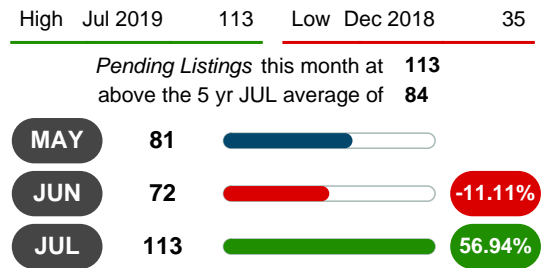 High Jul 2019 113 Low Dec 2018 35
Pending Listings this month at 113
above the 5 yr JUL average of 84
MAY 81
JUN 72 -11.11%
JUL 113 56.94%